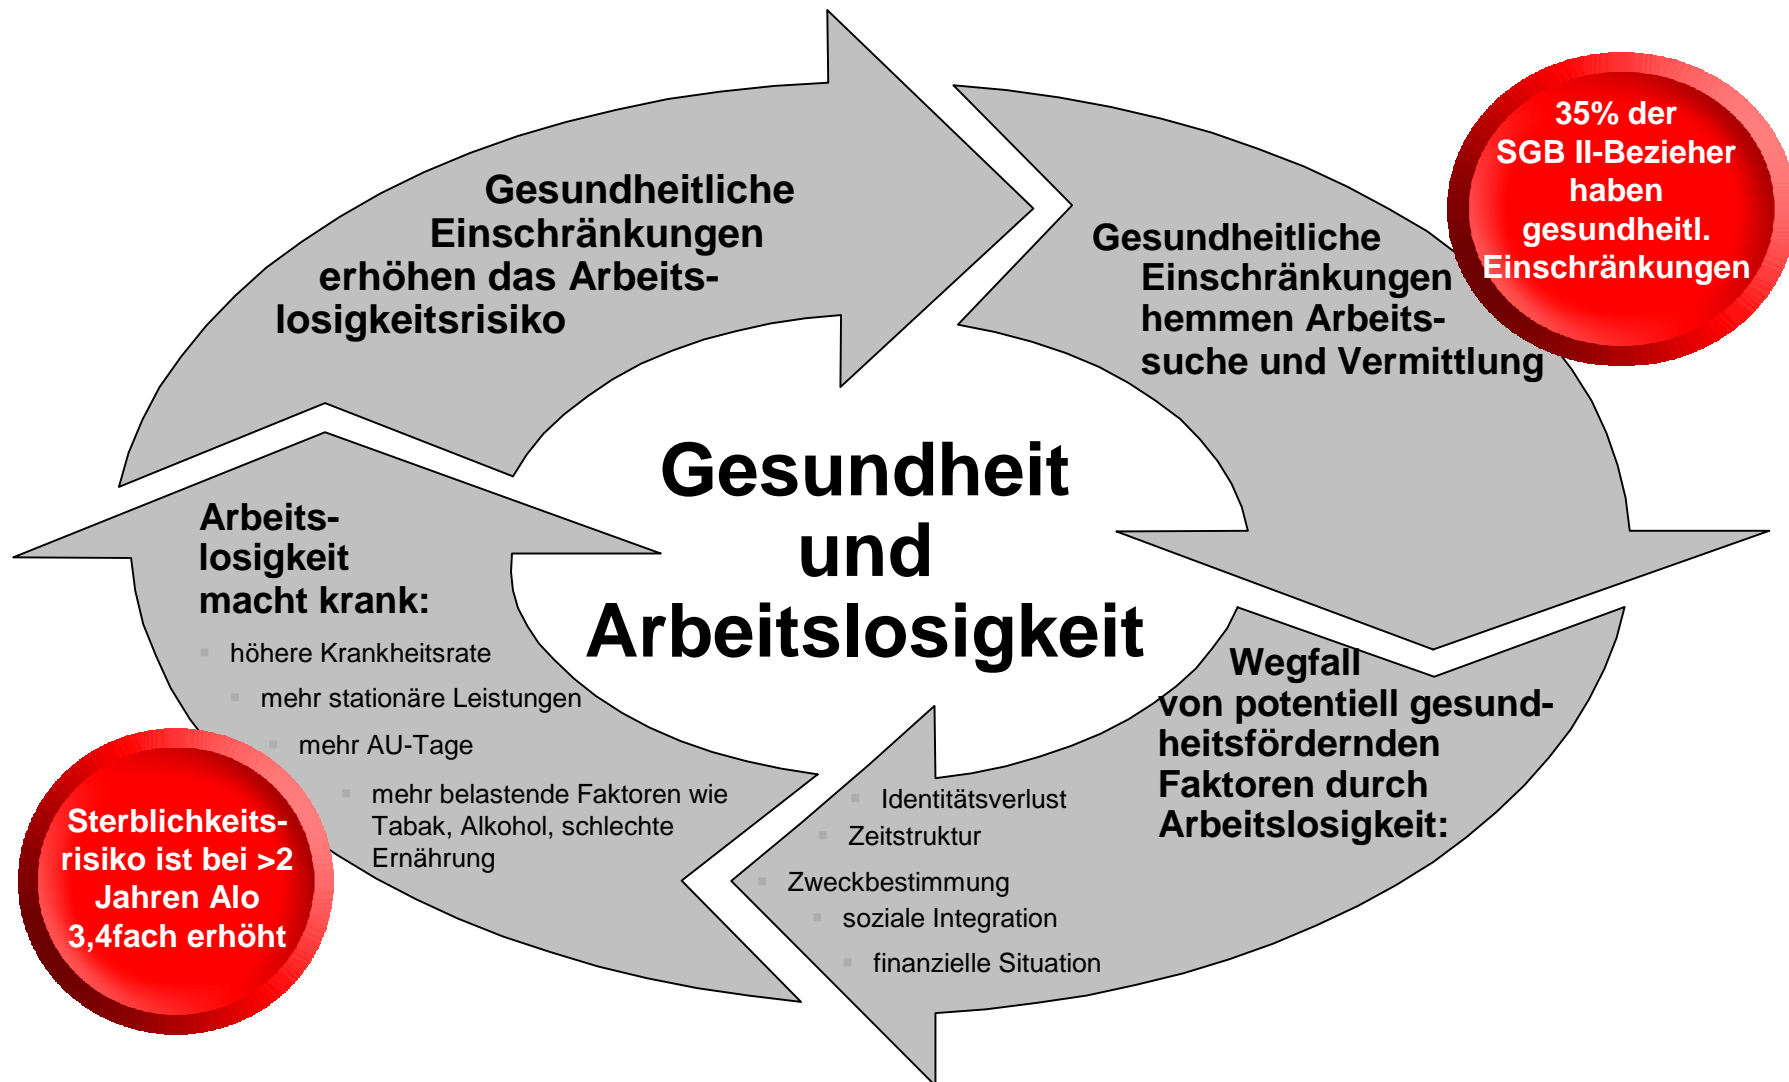 Gesundheitliche
Einschränkungen
erhöhen das Arbeits-
losigkeitsrisiko
Gesundheitliche
Einschränkungen
hemmen Arbeits-
suche und Vermittlung
35% der
SGB II-Bezieher
haben
gesundheitl.
Einschränkungen
Gesundheit
und
Arbeitslosigkeit
Wegfall
von potentiell gesund-
heitsfördernden
Faktoren durch
Arbeitslosigkeit:
Identitätsverlust
Zeitstruktur
Zweckbestimmung
soziale Integration
finanzielle Situation
Arbeits-
losigkeit
macht krank:
höhere Krankheitsrate
mehr stationäre Leistungen
mehr AU-Tage
mehr belastende Faktoren wie
Tabak, Alkohol, schlechte
Ernährung
Sterblichkeits-
risiko ist bei >2
Jahren Alo
3,4fach erhöht